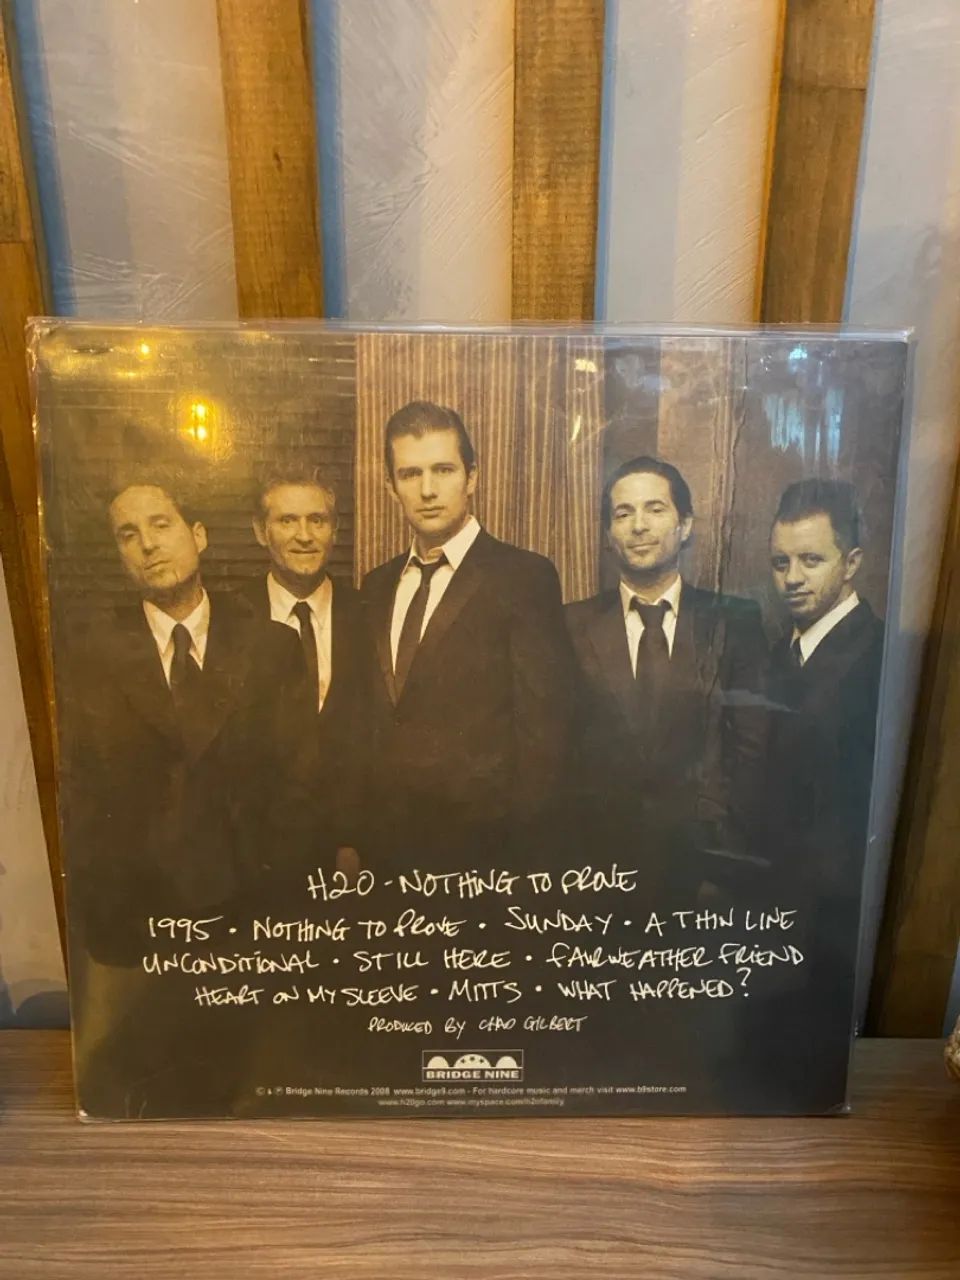 H2O - NOTHING TO PROVE
1995 • NOTHING TO PROVE • SUNDAY • A THIN LINE
UNCONDITIONAL • STILL HERE • FAIRWEATHER FRIEND
HEART ON MY SLEEVE • MITTS • WHAT HAPPENED?
PRODUCED BY CHAD GILBERT
BRIDGE NINE
© & ℗ Bridge Nine Records 2008 www.bridge9.com - For hardcore music and merch visit www.b9store.com
www.h2ogo.com www.myspace.com/h2ofamily